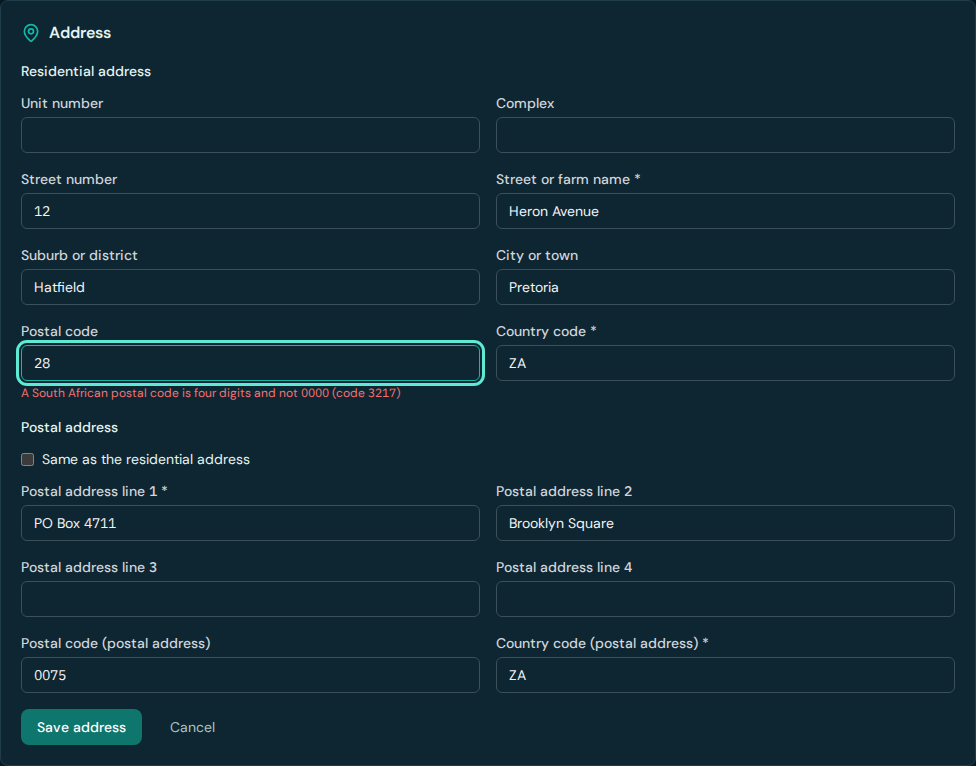 Address
Residential address
Unit number
Complex
Street number
Street or farm name *
12
Heron Avenue
Suburb or district
City or town
Hatfield
Pretoria
Postal code
Country code *
28
ZA
A South African postal code is four digits and not 0000 (code 3217)
Postal address
Same as the residential address
Postal address line 1 *
Postal address line 2
PO Box 4711
Brooklyn Square
Postal address line 3
Postal address line 4
Postal code (postal address)
Country code (postal address) *
0075
ZA
Save address
Cancel